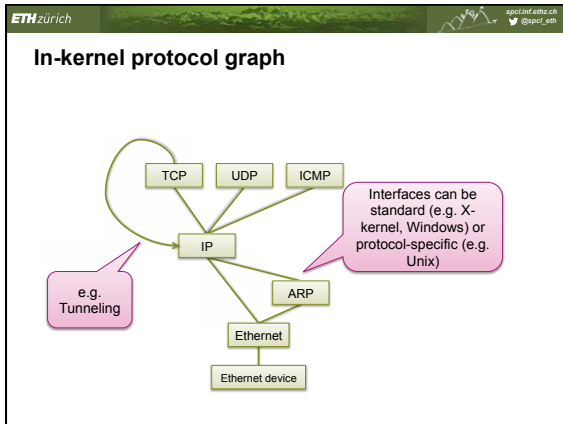 ETH zürich
spcl.inf.ethz.ch
@spcl_eth
In-kernel protocol graph
TCP
UDP
ICMP
Interfaces can be
standard (e.g. X-
kernel, Windows) or
protocol-specific (e.g.
Unix)
IP
e.g.
Tunneling
ARP
Ethernet
Ethernet device